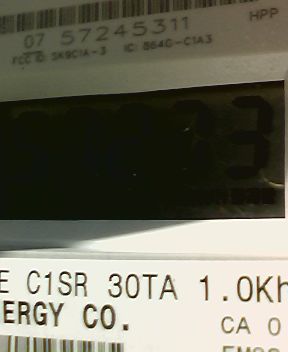 HPP
07 57245311
FCC ID: SK9C1A-3 IC: 864G-C1A3
E C1SR 30TA 1.0Kh
ERGY CO.
CA 0